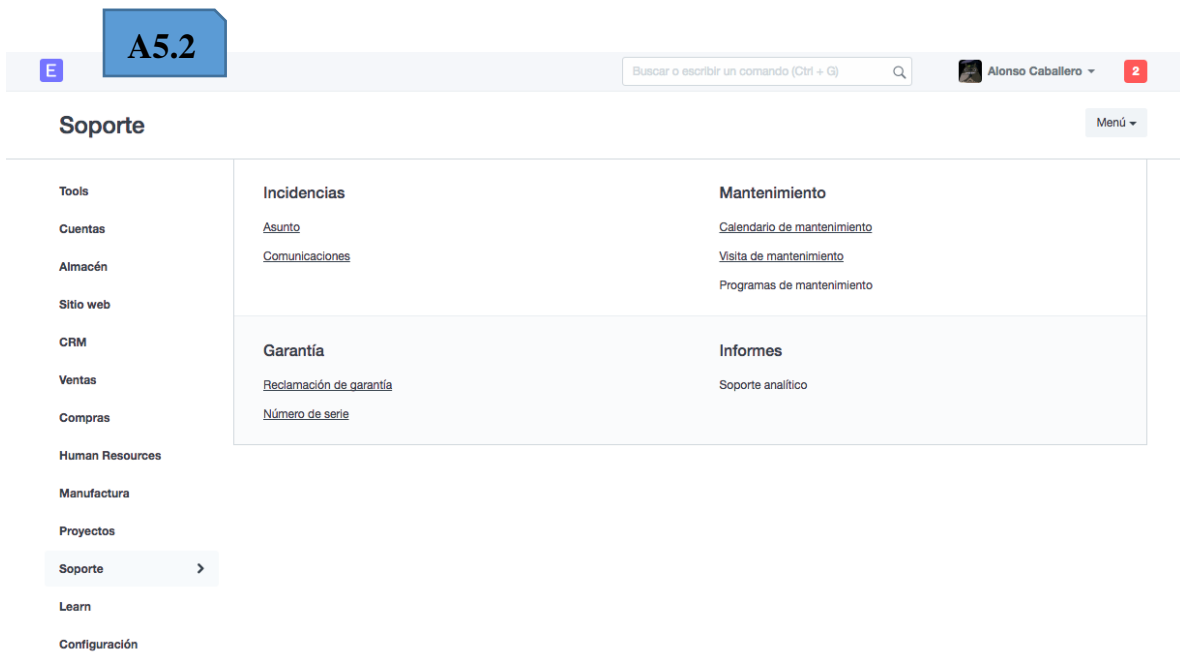 A5.2
E
Buscar o escribir un comando (Ctrl + G)
Alonso Caballero
2
Soporte
Menú
Tools
Cuentas
Almacén
Sitio web
CRM
Ventas
Compras
Human Resources
Manufactura
Proyectos
Soporte
Learn
Configuración
Incidencias
Asunto
Comunicaciones
Mantenimiento
Calendario de mantenimiento
Visita de mantenimiento
Programas de mantenimiento
Garantía
Reclamación de garantía
Número de serie
Informes
Soporte analítico